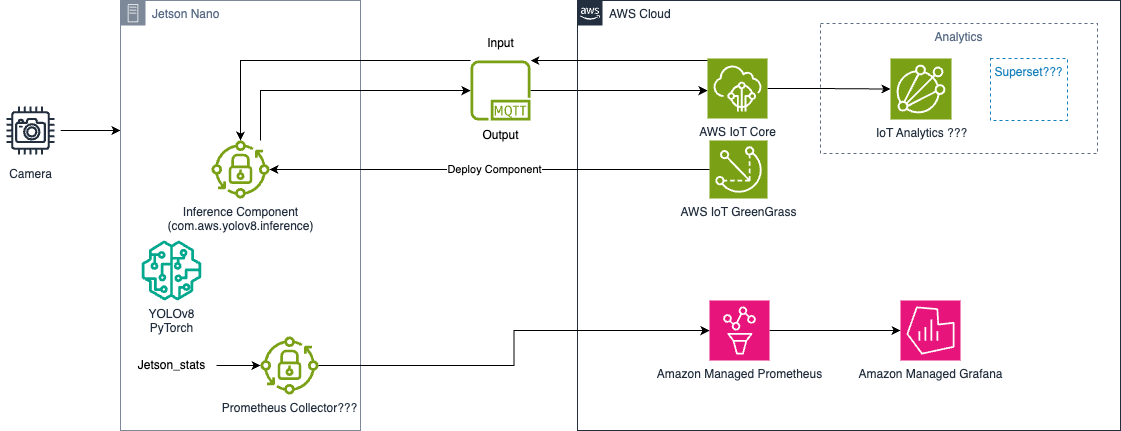 Jetson Nano
aws
AWS Cloud
Analytics
Input
Superset???
MQTT
Output
AWS IoT Core
IoT Analytics ???
Camera
Deploy Component
Inference Component
(com.aws.yolov8.inference)
AWS IoT GreenGrass
YOLOv8
PyTorch
Jetson_stats
Amazon Managed Prometheus
Amazon Managed Grafana
Prometheus Collector???